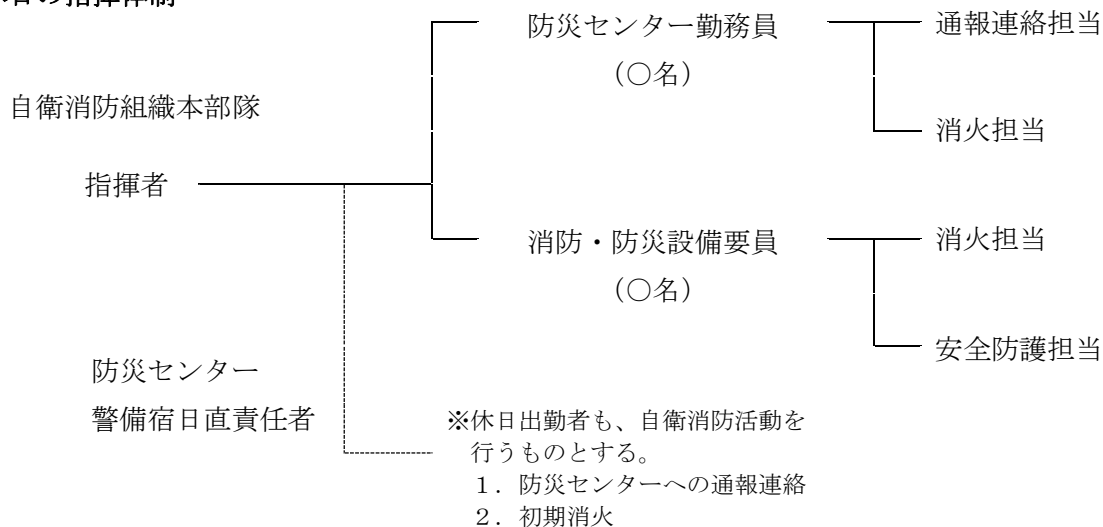 の指揮体制
防災センター勤務員
（○名）
通報連絡担当
消火担当
自衛消防組織本部隊
指揮者
消防・防災設備要員
（○名）
消火担当
安全防護担当
防災センター
警備宿日直責任者
※休日出勤者も、自衛消防活動を
行うものとする。
１．防災センターへの通報連絡
２．初期消火